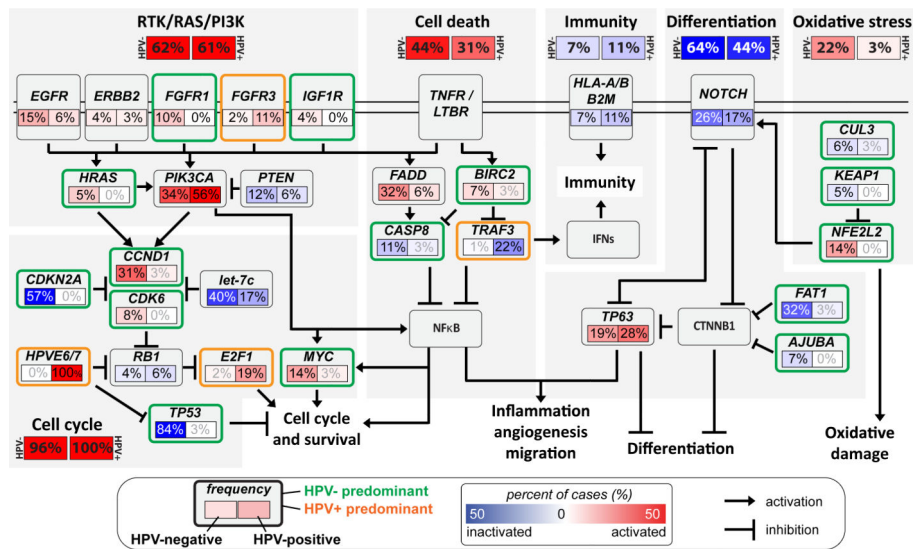 RTK/RAS/PI3K
HPV- 62% 61% HPV+
Cell death
HPV- 44% 31% HPV+
Immunity
HPV- 7% 11% HPV+
Differentiation
HPV- 64% 44% HPV+
Oxidative stress
HPV- 22% 3% HPV+
EGFR
15% 6%
ERBB2
4% 3%
FGFR1
10% 0%
FGFR3
2% 11%
IGF1R
4% 0%
TNFR /
LTBR
HLA-A/B
B2M
7% 11%
NOTCH
26% 17%
CUL3
6% 3%
KEAP1
5% 0%
NFE2L2
14% 0%
HRAS
5% 0%
PIK3CA
34% 56%
PTEN
12% 6%
FADD
32% 6%
BIRC2
7% 3%
Immunity
CASP8
11% 3%
TRAF3
1% 22%
IFNs
CCND1
31% 3%
CDKN2A
57% 0%
let-7c
40% 17%
CDK6
8% 0%
NFκB
TP63
19% 28%
CTNNB1
FAT1
32% 3%
AJUBA
7% 0%
HPVE6/7
0% 100%
RB1
4% 6%
E2F1
2% 19%
MYC
14% 3%
TP53
84% 3%
Cell cycle
HPV- 96% 100% HPV+
Cell cycle
and survival
Inflammation
angiogenesis
migration
Differentiation
Oxidative
damage
frequency
HPV- predominant
HPV+ predominant
HPV-negative HPV-positive
percent of cases (%)
50 0 50
inactivated activated
activation
inhibition